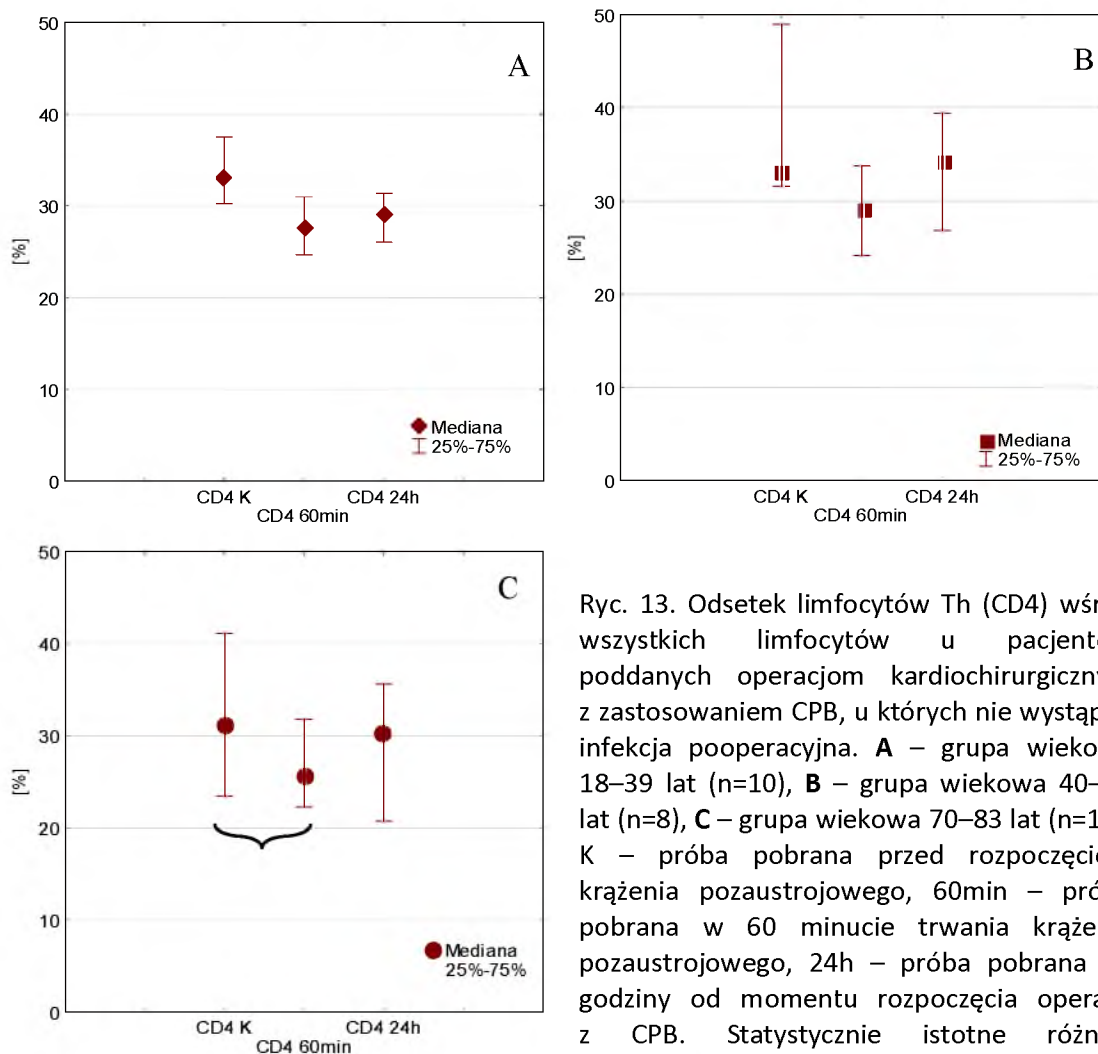 50
40
30
20
10
0
[%]
A
Mediana
25%-75%
CD4 K CD4 24h
CD4 60min
50
40
30
20
10
0
[%]
B
Mediana
25%-75%
CD4 K CD4 24h
CD4 60min
50
40
30
20
10
0
[%]
C
Mediana
25%-75%
CD4 K CD4 24h
CD4 60min
Ryc. 13. Odsetek limfocytów Th (CD4) wśr
wszystkich limfocytów u pacjent
poddanych operacjom kardiochirurgiczny
z zastosowaniem CPB, u których nie wystąp
infekcja pooperacyjna. A – grupa wieko
18–39 lat (n=10), B – grupa wiekowa 40–
lat (n=8), C – grupa wiekowa 70–83 lat (n=1
K – próba pobrana przed rozpoczęcie
krążenia pozaustrojowego, 60min – pró
pobrana w 60 minucie trwania krąże
pozaustrojowego, 24h – próba pobrana
godziny od momentu rozpoczęcia opera
z CPB. Statystycznie istotne różn